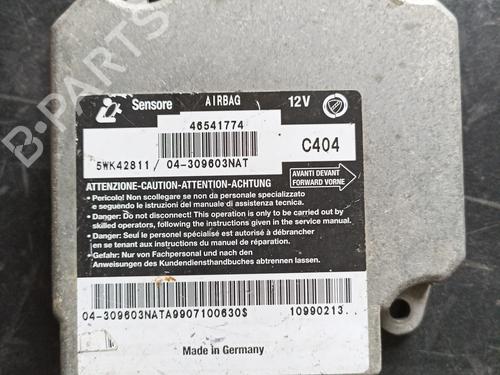 Sensore AIRBAG 12V
46541774
5WK42811 / 04-309603NAT C404
AVANTI DEVANT
FORWARD VORNE
ATTENZIONE-CAUTION-ATTENTION-ACHTUNG
• Pericolo! Non scollegare se non da personale specializzato
e seguendo le istruzioni del manuale di assistenza tecnica.
• Danger: Do not disconnect! This operation is only to be carried out by
skilled operators, following the instructions given in the service manual.
• Danger: Seul le personel spécialisé est autorisé à débrancher
en se tenant aux instructions du manuel de réparation.
• Gefahr: Nur von Fachpersonal und nach den
Anweisungen des Kundendiensthandbuches abtrennen lassen.
04-309603NATA9907100630$ 10990213..
Made in Germany
B-PARTS